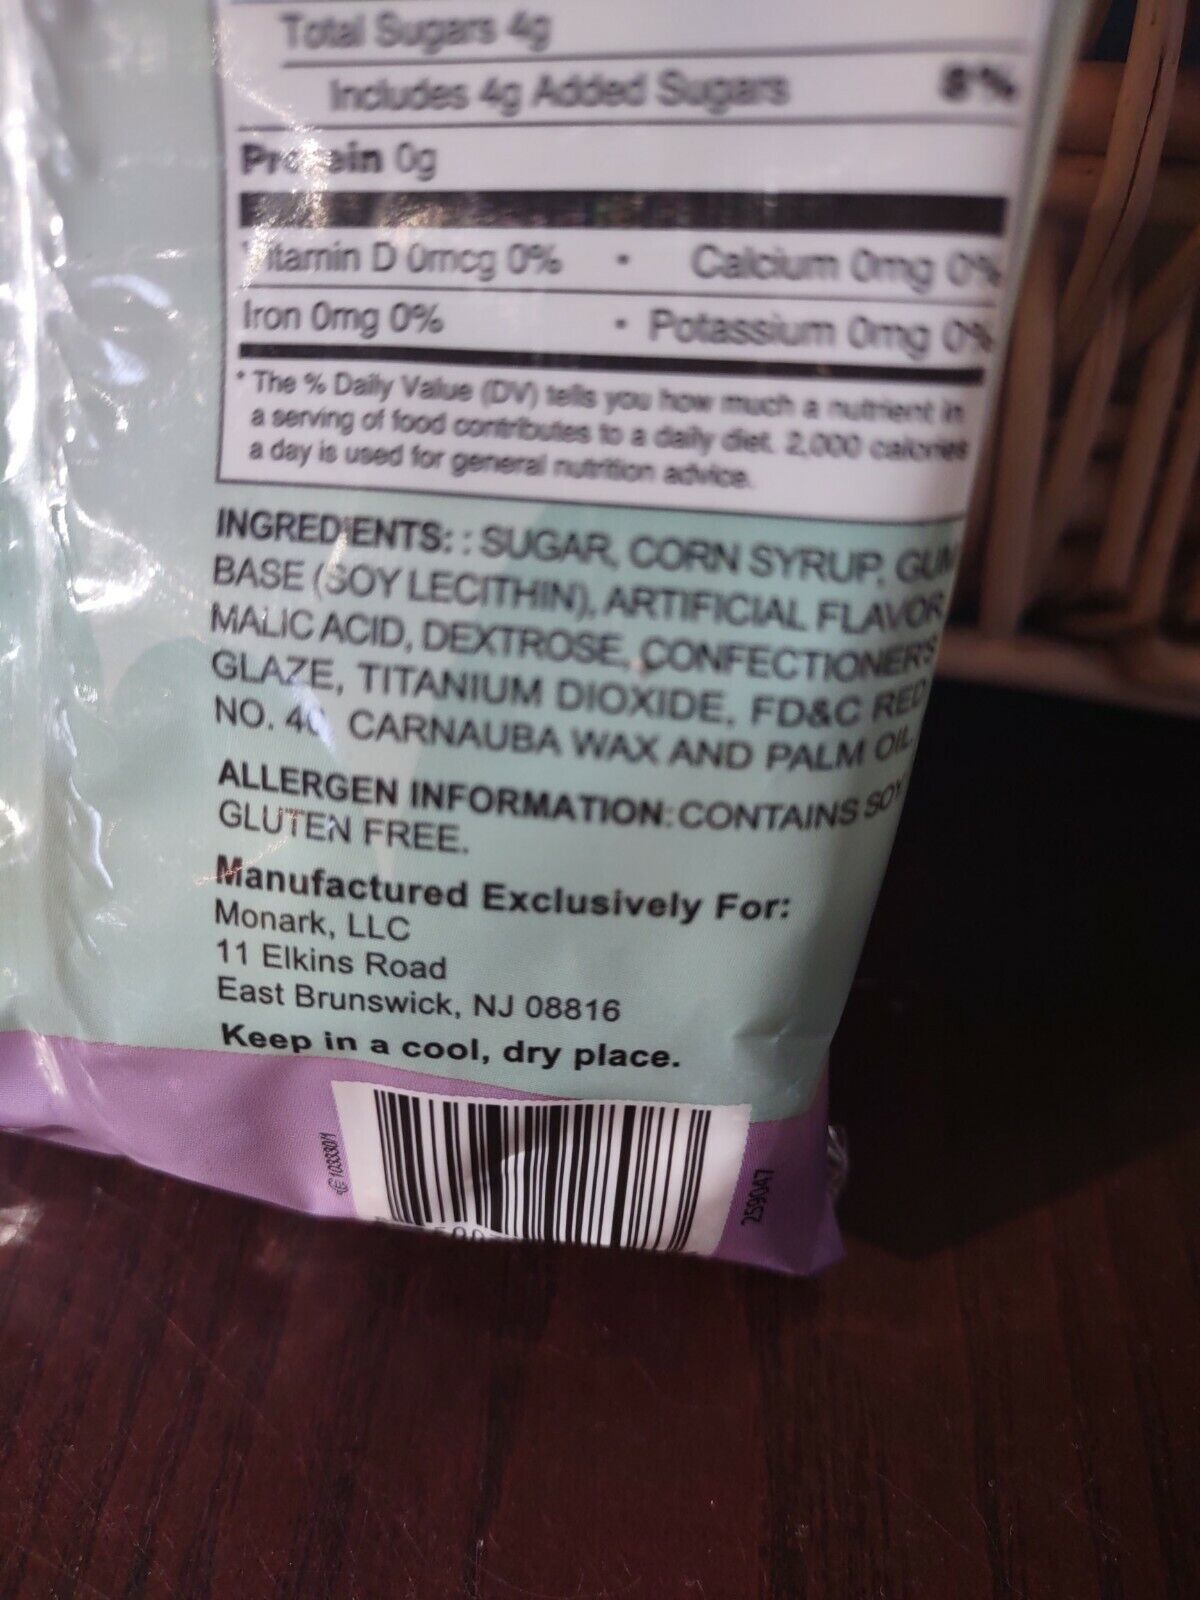 Total Sugars 4g
Includes 4g Added Sugars 8%
Protein 0g
Vitamin D 0mcg 0% • Calcium 0mg 0%
Iron 0mg 0% • Potassium 0mg 0%
* The % Daily Value (DV) tells you how much a nutrient in
a serving of food contributes to a daily diet. 2,000 calories
a day is used for general nutrition advice.
INGREDIENTS: : SUGAR, CORN SYRUP, GUM
BASE (SOY LECITHIN), ARTIFICIAL FLAVOR,
MALIC ACID, DEXTROSE, CONFECTIONER'S
GLAZE, TITANIUM DIOXIDE, FD&C RED
NO. 40, CARNAUBA WAX AND PALM OIL.
ALLERGEN INFORMATION: CONTAINS SOY
GLUTEN FREE.
Manufactured Exclusively For:
Monark, LLC
11 Elkins Road
East Brunswick, NJ 08816
Keep in a cool, dry place.
259047